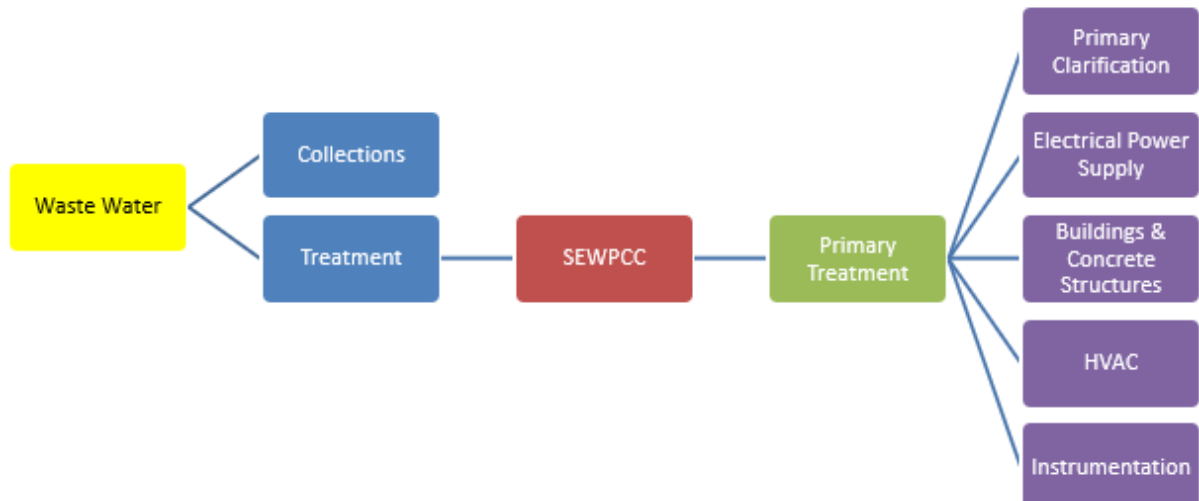 Waste Water
Collections
Treatment
SEWPCC
Primary
Treatment
Primary
Clarification
Electrical Power
Supply
Buildings &
Concrete
Structures
HVAC
Instrumentation